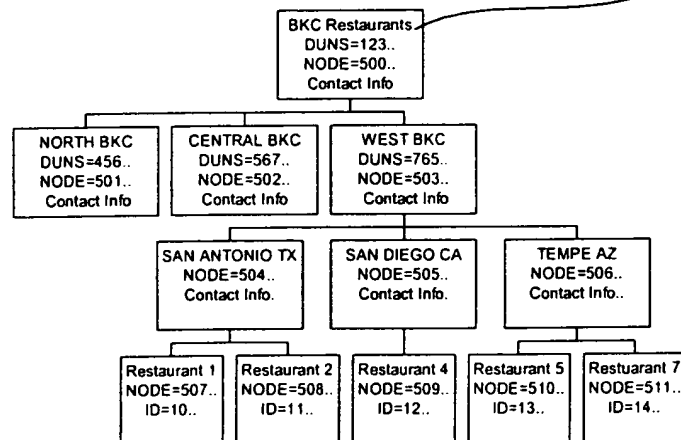 BKC Restaurants
DUNS=123..
NODE=500..
Contact Info
NORTH BKC
DUNS=456..
NODE=501..
Contact Info
CENTRAL BKC
DUNS=567..
NODE=502..
Contact Info
WEST BKC
DUNS=765..
NODE=503..
Contact Info
SAN ANTONIO TX
NODE=504..
Contact Info.
SAN DIEGO CA
NODE=505..
Contact Info.
TEMPE AZ
NODE=506..
Contact Info..
Restaurant 1
NODE=507..
ID=10..
Restaurant 2
NODE=508..
ID=11..
Restaurant 4
NODE=509..
ID=12..
Restaurant 5
NODE=510..
ID=13..
Restuarant 7
NODE=511..
ID=14..